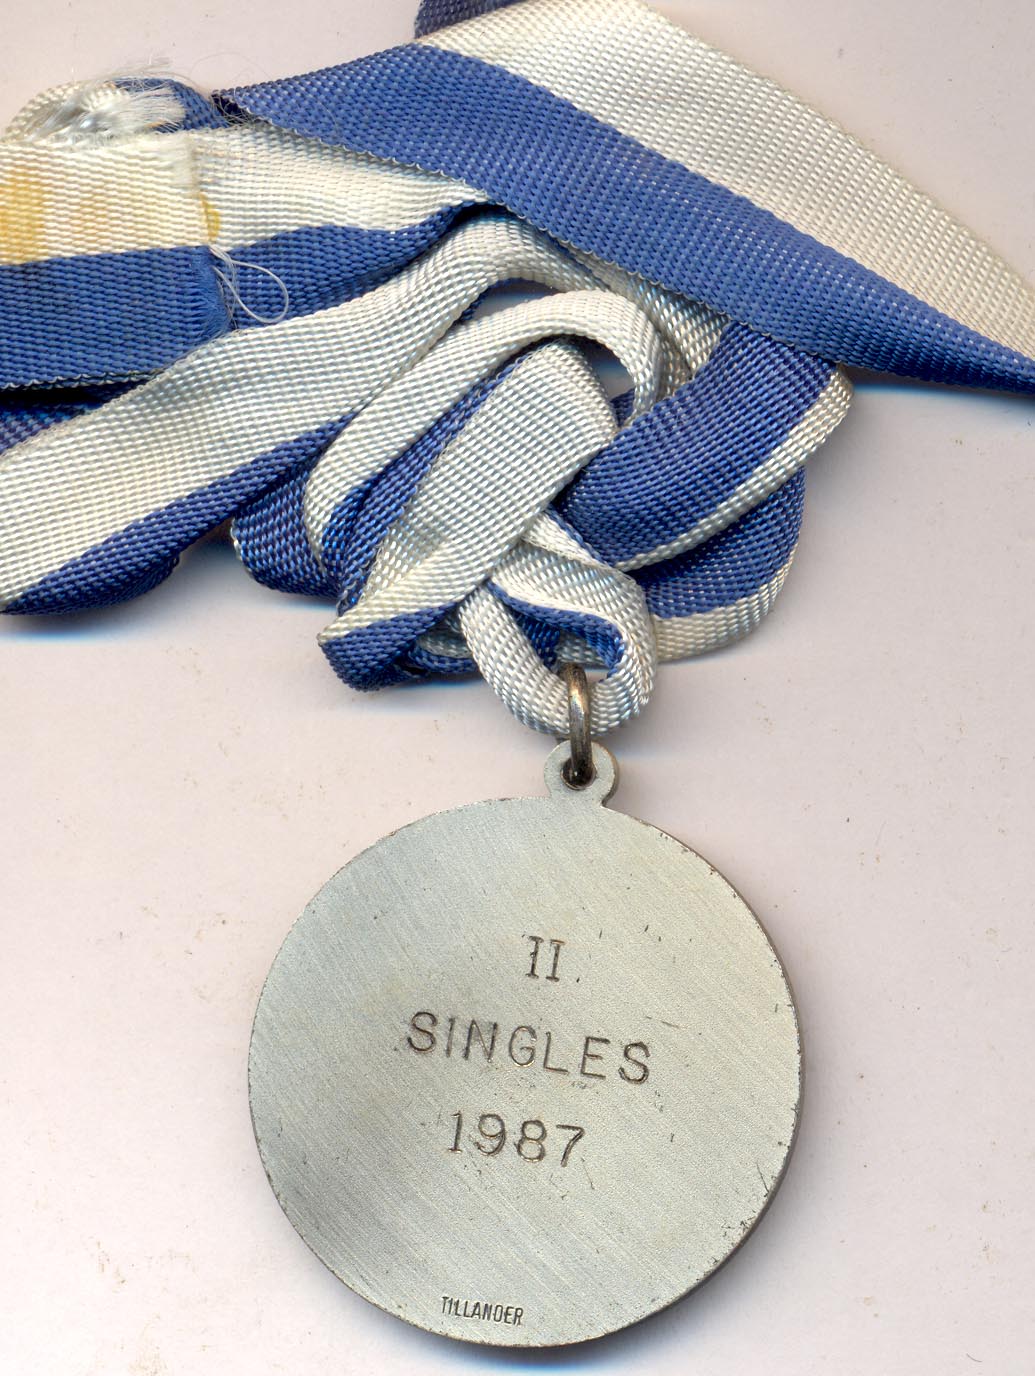 II.
SINGLES
1987
TILLANDER